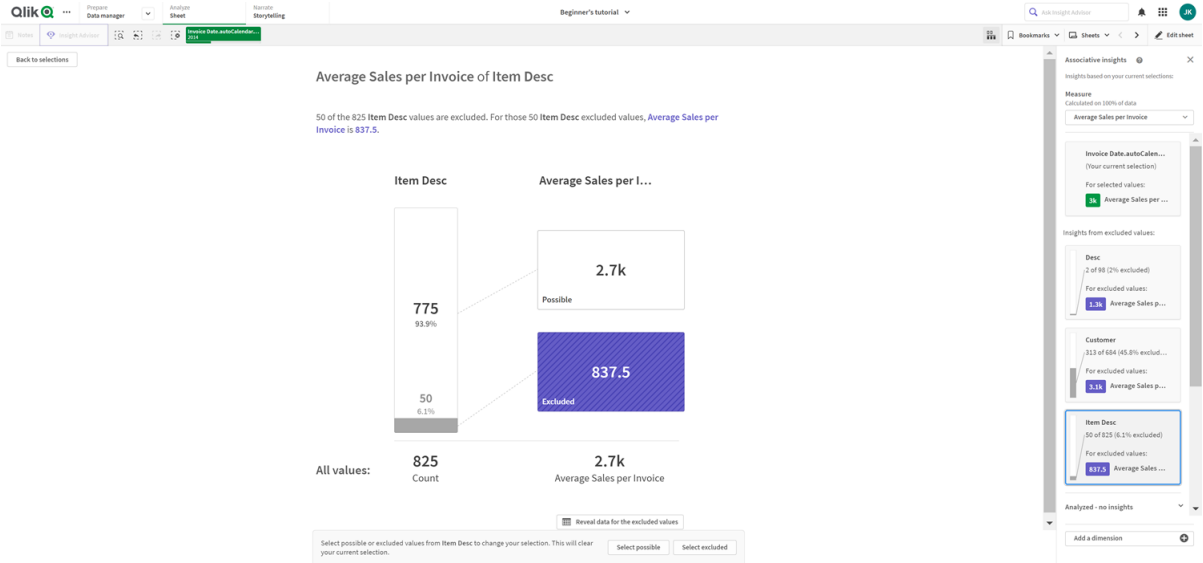 Qlik
Prepare
Data manager
Analyze
Sheet
Narrate
Storytelling
Beginner's tutorial
Ask Insight Advisor
JK
Notes
Insight Advisor
Invoice Date.autoCalendar....
2014
Bookmarks
Sheets
Edit sheet
Back to selections
Average Sales per Invoice of Item Desc
50 of the 825 Item Desc values are excluded. For those 50 Item Desc excluded values, Average Sales per
Invoice is 837.5.
Item Desc
Average Sales per I...
775
93.9%
2.7k
Possible
50
6.1%
837.5
Excluded
All values:
825
Count
2.7k
Average Sales per Invoice
Reveal data for the excluded values
Select possible or excluded values from Item Desc to change your selection. This will clear
your current selection.
Select possible
Select excluded
Associative insights
Insights based on your current selections:
Measure
Calculated on 100% of data
Average Sales per Invoice
Invoice Date.autoCalen...
(Your current selection)
For selected values:
3k Average Sales per ...
Insights from excluded values:
Desc
2 of 98 (2% excluded)
For excluded values:
1.3k Average Sales p...
Customer
313 of 684 (45.8% exclud...
For excluded values:
3.1k Average Sales p...
Item Desc
50 of 825 (6.1% excluded)
For excluded values:
837.5 Average Sales ...
Analyzed - no insights
Add a dimension